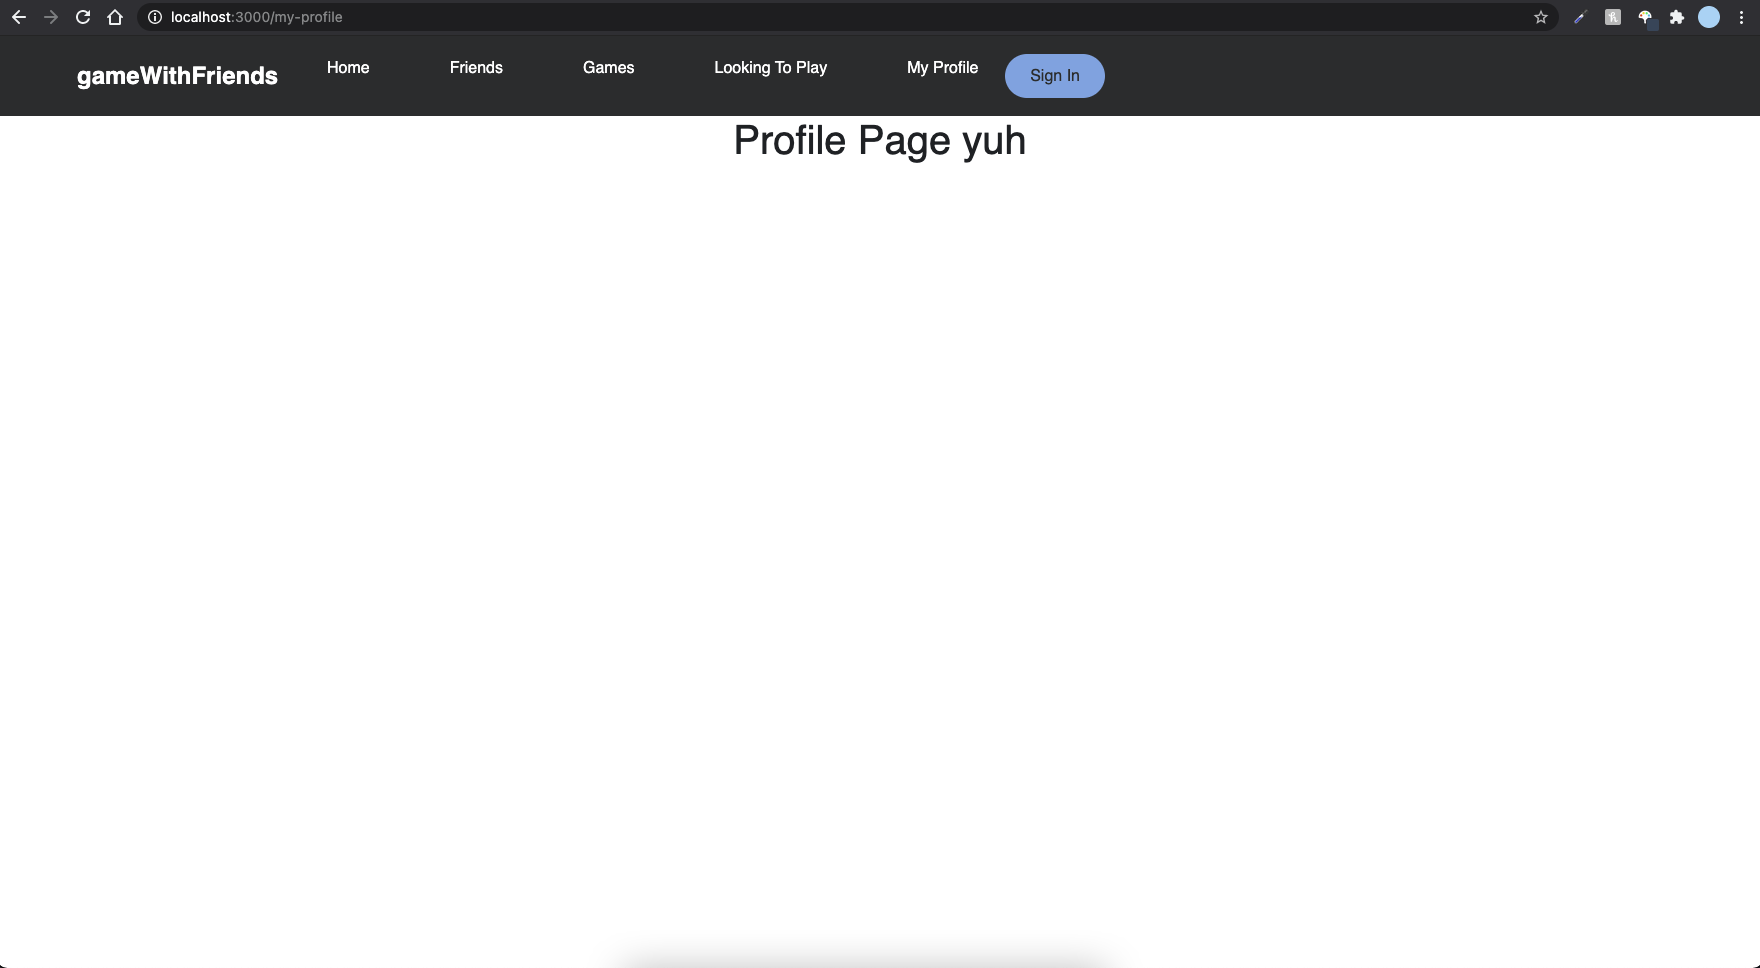 localhost:3000/my-profile
gameWithFriends Home Friends Games Looking To Play My Profile Sign In
Profile Page yuh